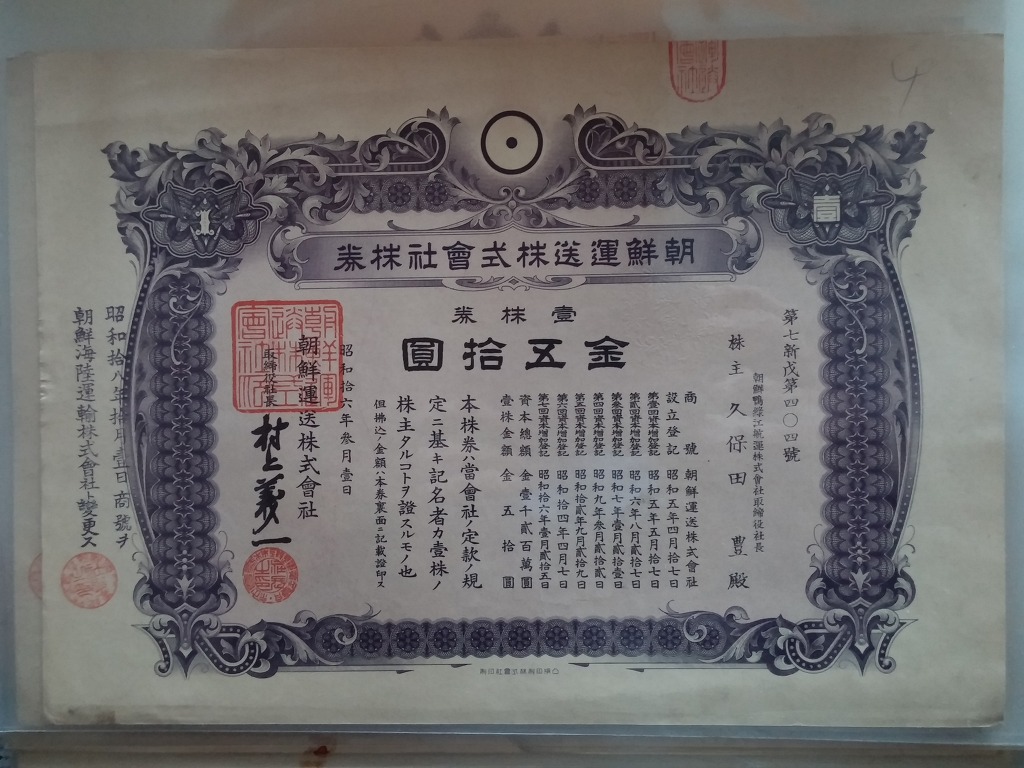 朝鮮運送株式會社株券
壹
1
壹株券
金五拾圓
第七新戊第四〇四號
朝鮮鴨綠江航運株式會社取締役社長
株主 久保田豊殿
商號 朝鮮運送株式會社
設立登記 昭和五年四月拾七日
第壹回資本增加登記 昭和五年五月拾七日
第貳回資本增加登記 昭和六年八月貳拾七日
第參回資本增加登記 昭和七年壹月貳拾壹日
第四回資本增加登記 昭和九年參月貳拾貳日
第五回資本增加登記 昭和拾貳年九月貳拾九日
第六回資本增加登記 昭和拾四年四月七日
第七回資本增加登記 昭和拾六年壹月貳拾五日
資本總額 金壹千貳百萬圓
壹株金額 金五拾圓
本株券ハ當會社ノ定款ノ規
定ニ基キ記名者カ壹株ノ
株主タルコトヲ證スルモノ也
但拂込ノ金額ハ本券裏面ニ記載證印ス
昭和拾六年參月壹日
朝鮮運送株式會社
取締役社長 村上義一
昭和拾八年拾月壹日商號ヲ
朝鮮海陸運輸株式會社ト變更ス